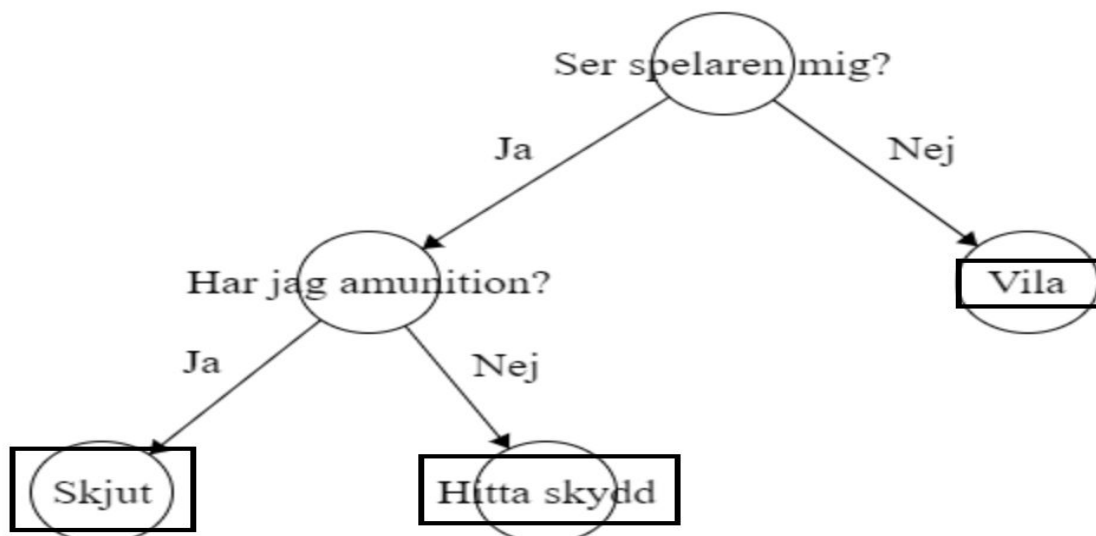 Ser spelaren mig?
Ja
Nej
Har jag amunition?
Vila
Ja
Nej
Skjut
Hitta skydd